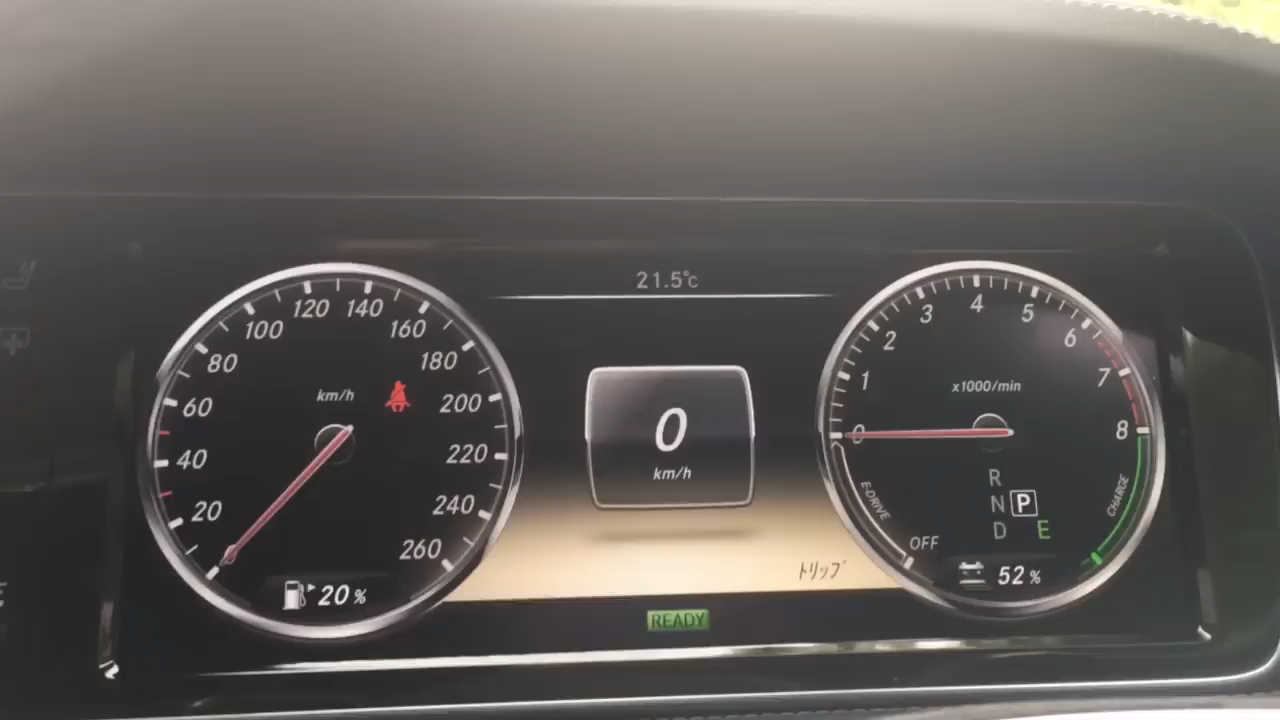 21.5℃
20
40
60
80
100
120
140
160
180
200
220
240
260
km/h
20%
0
km/h
ﾄﾘｯﾌﾟ
READY
0
1
2
3
4
5
6
7
8
x1000/min
R
N P
D E
E-DRIVE
OFF
CHARGE
52%